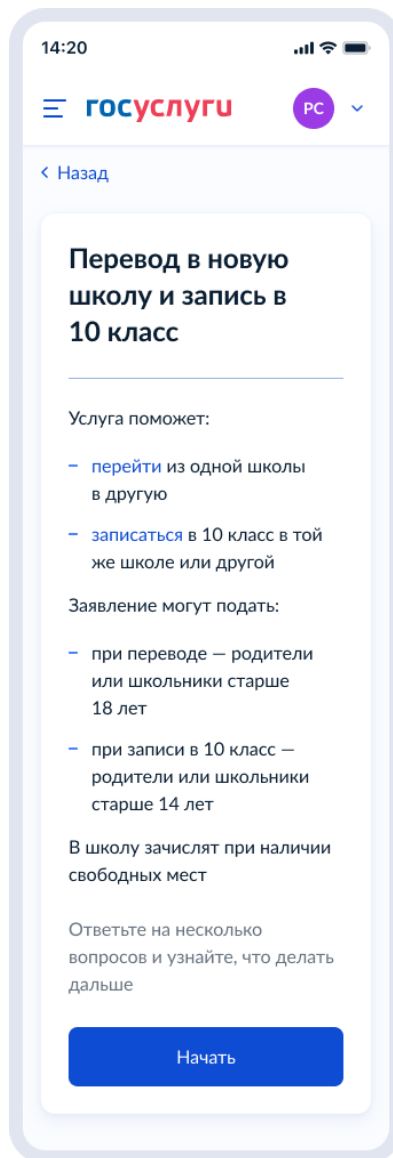 14:20
госуслуги
РС
Назад
Перевод в новую
школу и запись в
10 класс
Услуга поможет:
– перейти из одной школы
в другую
– записаться в 10 класс в той
же школе или другой
Заявление могут подать:
– при переводе — родители
или школьники старше
18 лет
– при записи в 10 класс —
родители или школьники
старше 14 лет
В школу зачислят при наличии
свободных мест
Ответьте на несколько
вопросов и узнайте, что делать
дальше
Начать